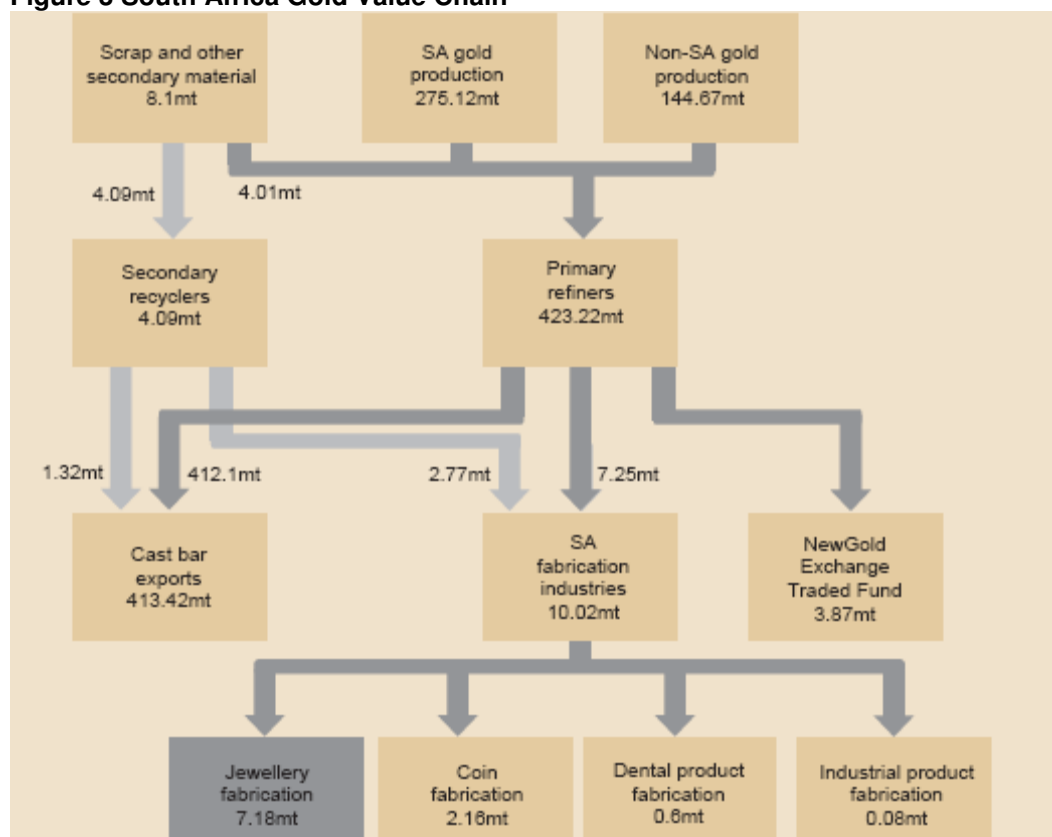 Figure 3 South Africa Gold Value Chain
Scrap and other
secondary material
8.1mt
SA gold
production
275.12mt
Non-SA gold
production
144.67mt
4.09mt
4.01mt
Secondary
recyclers
4.09mt
Primary
refiners
423.22mt
1.32mt
412.1mt
2.77mt
7.25mt
Cast bar
exports
413.42mt
SA
fabrication
industries
10.02mt
NewGold
Exchange
Traded Fund
3.87mt
Jewellery
fabrication
7.18mt
Coin
fabrication
2.16mt
Dental product
fabrication
0.6mt
Industrial product
fabrication
0.08mt